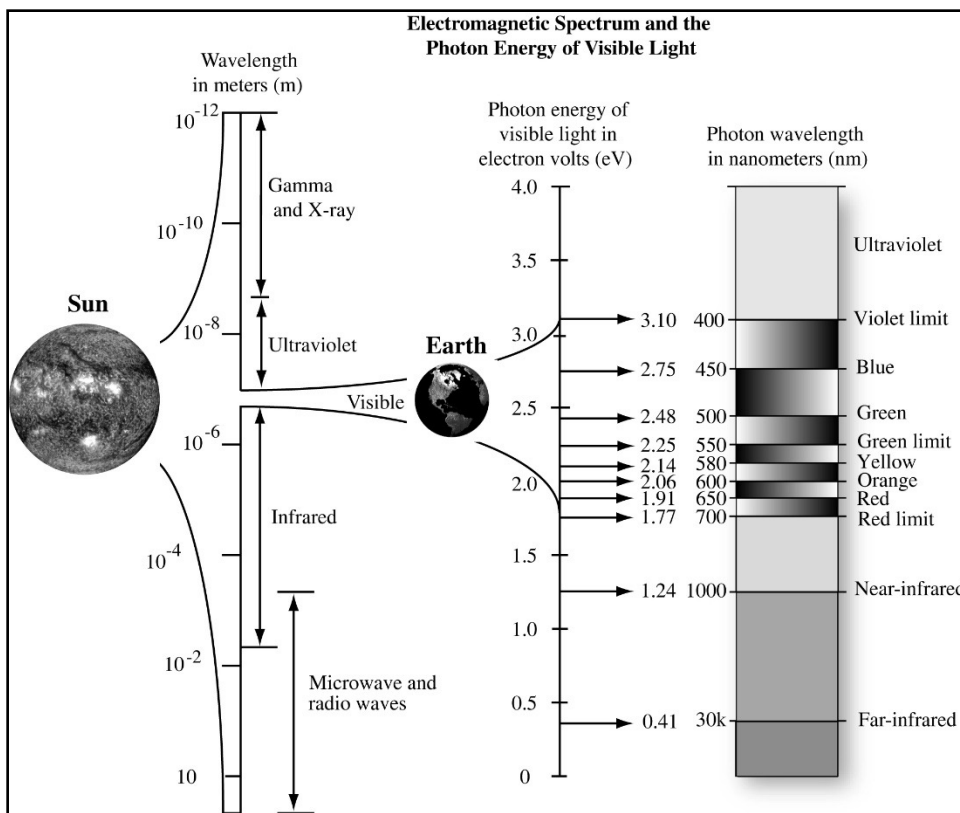 Electromagnetic Spectrum and the
Photon Energy of Visible Light
Wavelength
in meters (m)
10-12
10-10
10-8
10-6
10-4
10-2
10
Gamma
and X-ray
Ultraviolet
Visible
Infrared
Microwave and
radio waves
Sun
Earth
Photon energy of
visible light in
electron volts (eV)
4.0
3.5
3.0
2.5
2.0
1.5
1.0
0.5
0
Photon wavelength
in nanometers (nm)
Ultraviolet
3.10 400 Violet limit
2.75 450 Blue
2.48 500 Green
2.25 550 Green limit
2.14 580 Yellow
2.06 600 Orange
1.91 650 Red
1.77 700 Red limit
1.24 1000 Near-infrared
0.41 30k Far-infrared